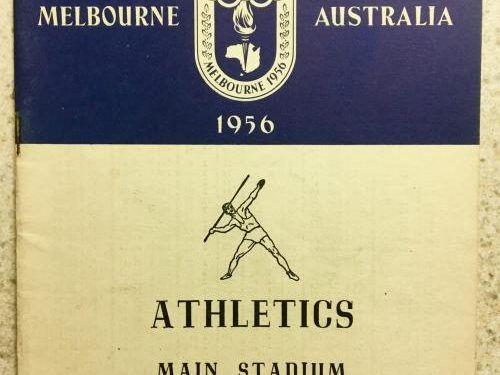 MELBOURNE AUSTRALIA
MELBOURNE 1956
1956
ATHLETICS
MAIN STADIUM